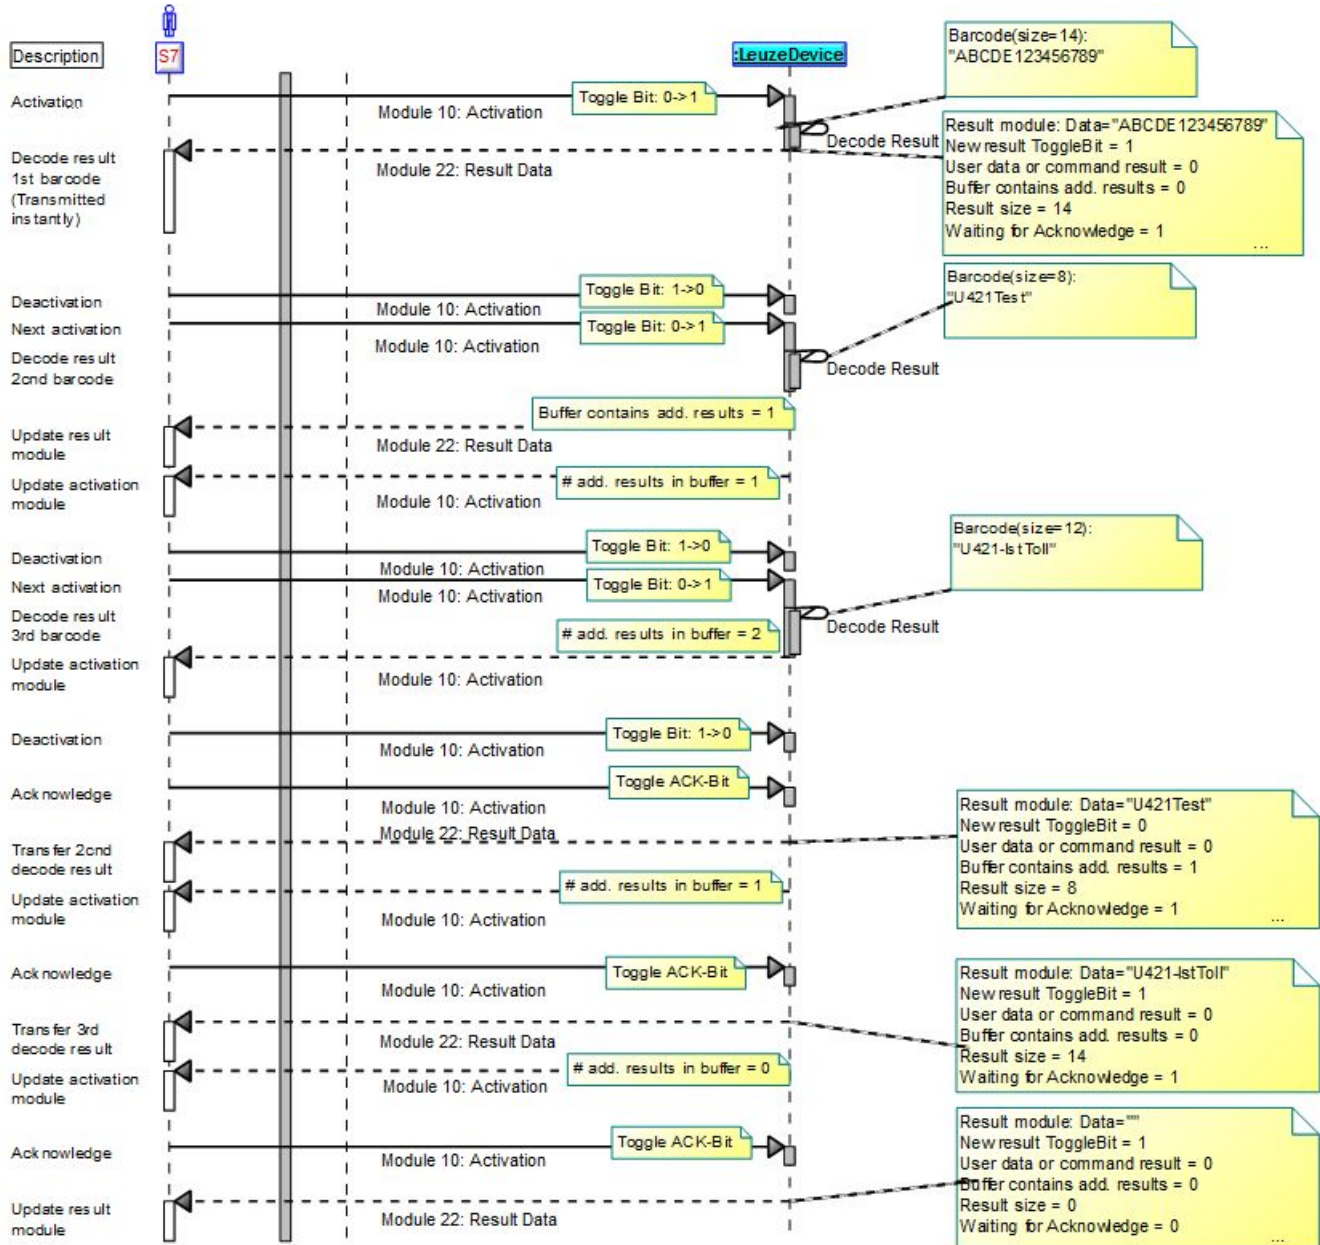 Description
S7
:LeuzeDevice
Barcode(size=14):
"ABCDE123456789"
Activation
Toggle Bit: 0->1
Module 10: Activation
Decode Result
Result module: Data="ABCDE123456789"
New result ToggleBit = 1
User data or command result = 0
Buffer contains add. results = 0
Result size = 14
Waiting for Acknowledge = 1
...
Decode result
1st barcode
(Transmitted
instantly)
Module 22: Result Data
Barcode(size=8):
"U421Test"
Deactivation
Toggle Bit: 1->0
Module 10: Activation
Next activation
Toggle Bit: 0->1
Module 10: Activation
Decode result
2cnd barcode
Decode Result
Buffer contains add. results = 1
Update result
module
Module 22: Result Data
Update activation
module
# add. results in buffer = 1
Module 10: Activation
Barcode(size=12):
"U421-IstToll"
Deactivation
Toggle Bit: 1->0
Module 10: Activation
Next activation
Toggle Bit: 0->1
Module 10: Activation
Decode result
3rd barcode
Decode Result
# add. results in buffer = 2
Update activation
module
Module 10: Activation
Deactivation
Toggle Bit: 1->0
Module 10: Activation
Acknowledge
Toggle ACK-Bit
Module 10: Activation
Module 22: Result Data
Result module: Data="U421Test"
New result ToggleBit = 0
User data or command result = 0
Buffer contains add. results = 1
Result size = 8
Waiting for Acknowledge = 1
...
Transfer 2cnd
decode result
Update activation
module
# add. results in buffer = 1
Module 10: Activation
Acknowledge
Toggle ACK-Bit
Module 10: Activation
Result module: Data="U421-IstToll"
New result ToggleBit = 1
User data or command result = 0
Buffer contains add. results = 0
Result size = 14
Waiting for Acknowledge = 1
Transfer 3rd
decode result
Module 22: Result Data
Update activation
module
# add. results in buffer = 0
Module 10: Activation
Acknowledge
Toggle ACK-Bit
Module 10: Activation
Result module: Data=""
New result ToggleBit = 1
User data or command result = 0
Buffer contains add. results = 0
Result size = 0
Waiting for Acknowledge = 0
...
Update result
module
Module 22: Result Data